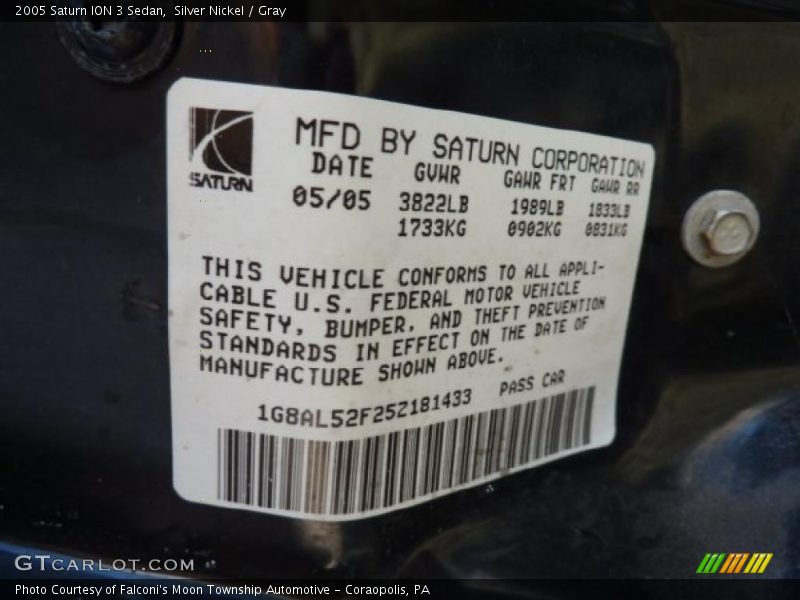 2005 Saturn ION 3 Sedan, Silver Nickel / Gray
SATURN
MFD BY SATURN CORPORATION
DATE GVWR GAWR FRT GAWR RR
05/05 3822LB 1989LB 1833LB
1733KG 0902KG 0831KG
THIS VEHICLE CONFORMS TO ALL APPLI-
CABLE U.S. FEDERAL MOTOR VEHICLE
SAFETY, BUMPER, AND THEFT PREVENTION
STANDARDS IN EFFECT ON THE DATE OF
MANUFACTURE SHOWN ABOVE.
1G8AL52F25Z181433 PASS CAR
GTCARLOT.COM
Photo Courtesy of Falconi's Moon Township Automotive – Coraopolis, PA